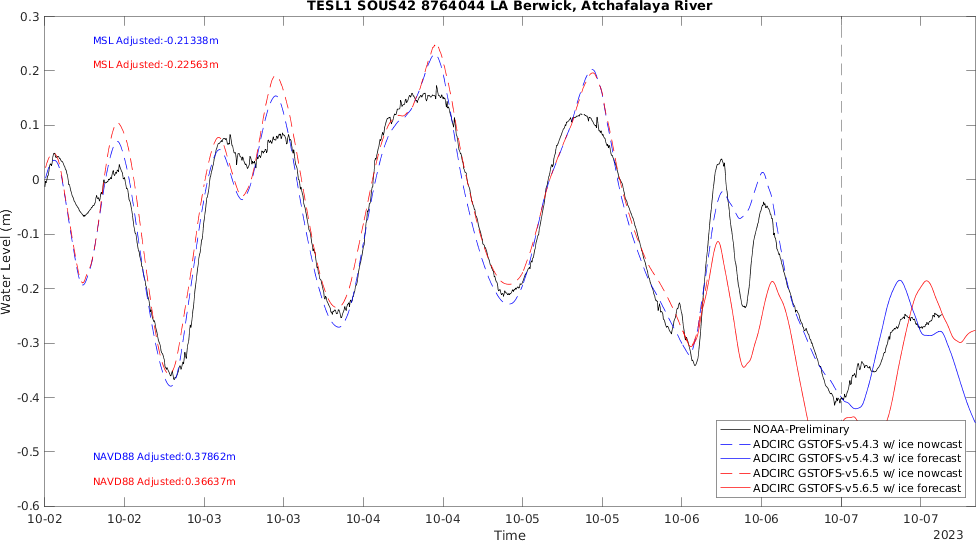 TESL1 SOUS42 8764044 LA Berwick, Atchafalaya River
0.3
MSL Adjusted:-0.21338m
MSL Adjusted:-0.22563m
0.2
0.1
0
-0.1
-0.2
-0.3
-0.4
-0.5
-0.6
Water Level (m)
NAVD88 Adjusted:0.37862m
NAVD88 Adjusted:0.36637m
NOAA-Preliminary
ADCIRC GSTOFS-v5.4.3 w/ ice nowcast
ADCIRC GSTOFS-v5.4.3 w/ ice forecast
ADCIRC GSTOFS-v5.6.5 w/ ice nowcast
ADCIRC GSTOFS-v5.6.5 w/ ice forecast
10-02 10-02 10-03 10-03 10-04 10-04 10-05 10-05 10-06 10-06 10-07 10-07
Time
2023